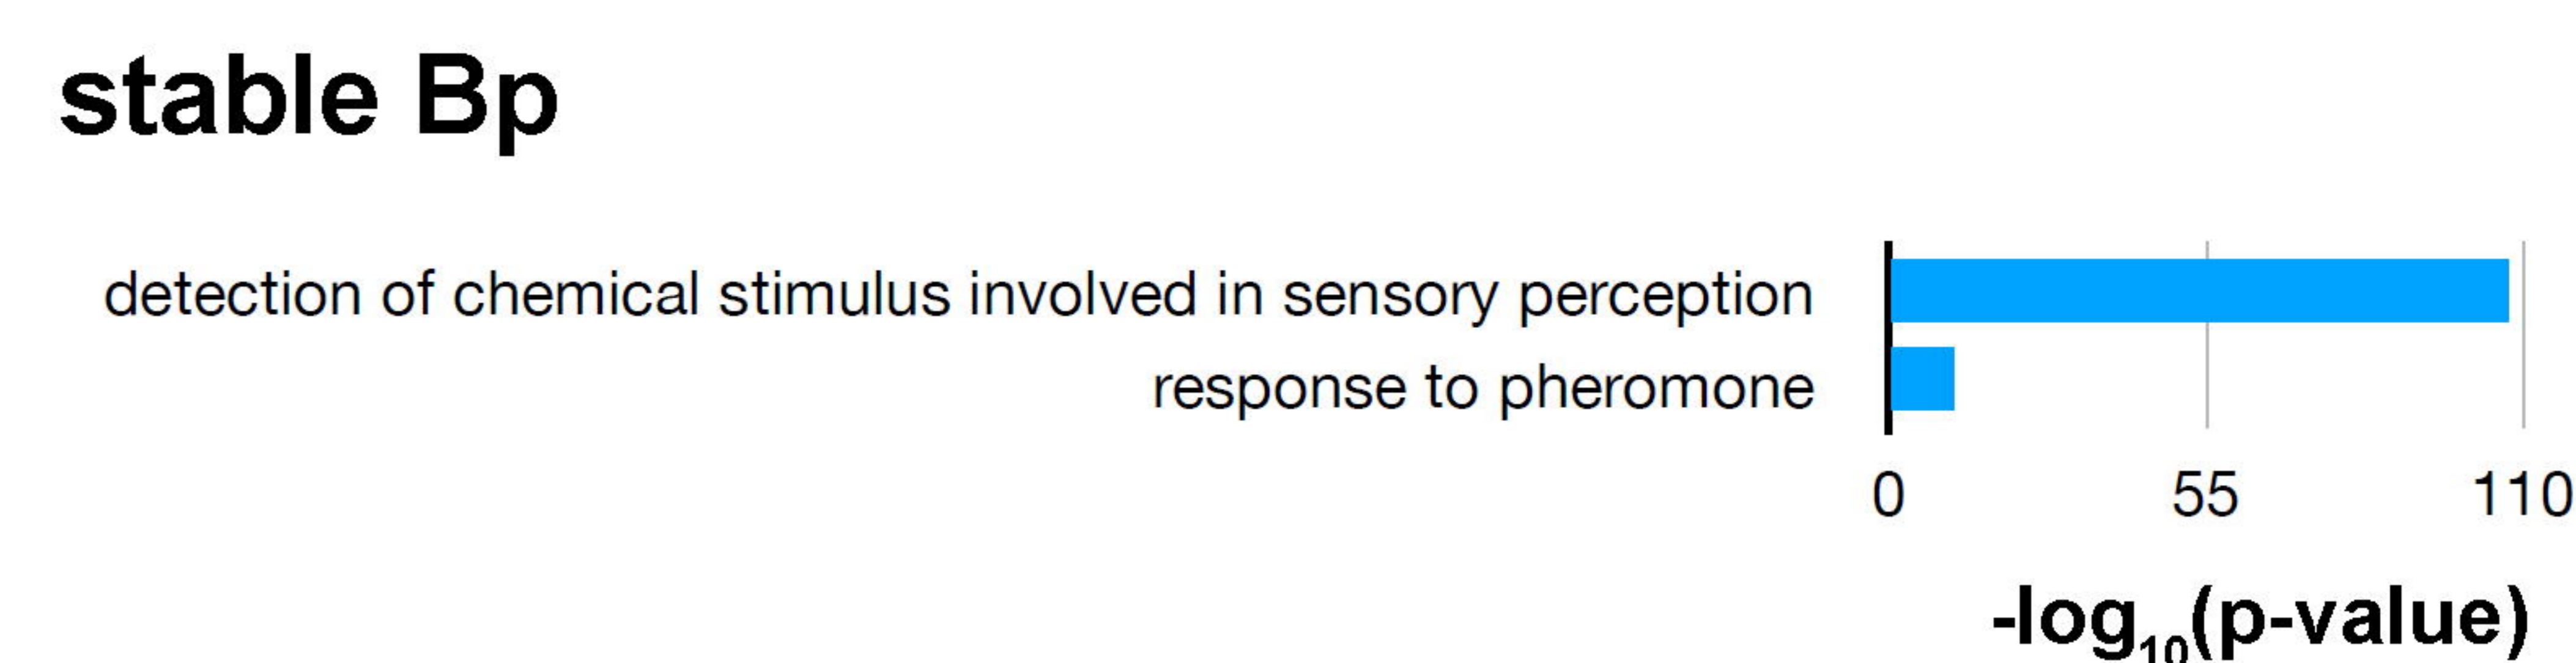 stable Bp
detection of chemical stimulus involved in sensory perception
response to pheromone
0 55 110
-log₁₀(p-value)